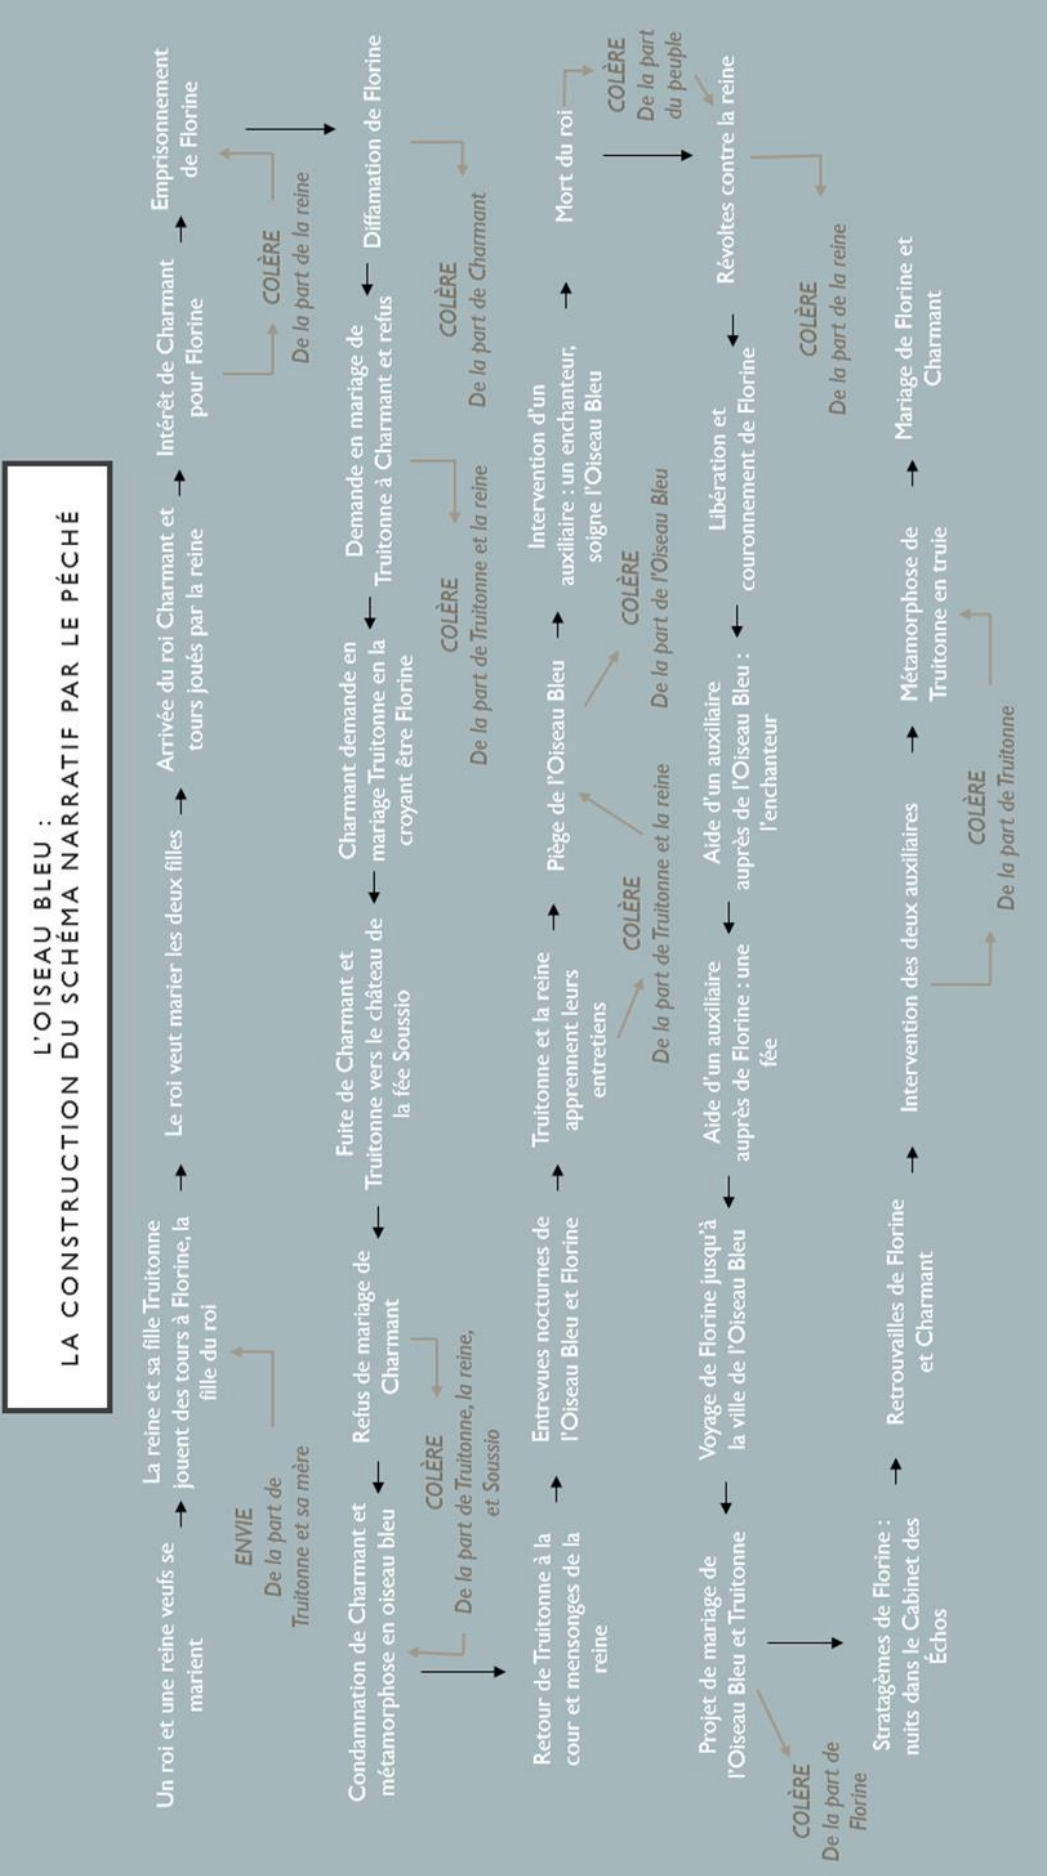 L'OISEAU BLEU :
LA CONSTRUCTION DU SCHÉMA NARRATIF PAR LE PÉCHÉ
Un roi et une reine veufs se
marient
La reine et sa fille Truitonne
jouent des tours à Florine, la
fille du roi
Le roi veut marier les deux filles
Arrivée du roi Charmant et
tours joués par la reine
Intérêt de Charmant
pour Florine
Emprisonnement
de Florine
ENVIE
De la part de
Truitonne et sa mère
COLÈRE
De la part de la reine
Diffamation de Florine
Demande en mariage de
Truitonne à Charmant et refus
Charmant demande en
mariage Truitonne en la
croyant être Florine
Fuite de Charmant et
Truitonne vers le château de
la fée Soussio
Refus de mariage de
Charmant
Condamnation de Charmant et
métamorphose en oiseau bleu
COLÈRE
De la part de Charmant
COLÈRE
De la part de Truitonne et la reine
COLÈRE
De la part de Truitonne, la reine,
et Soussio
Retour de Truitonne à la
cour et mensonges de la
reine
Entrevues nocturnes de
l'Oiseau Bleu et Florine
Truitonne et la reine
apprennent leurs
entretiens
Piège de l'Oiseau Bleu
Intervention d'un
auxiliaire : un enchanteur,
soigne l'Oiseau Bleu
Mort du roi
COLÈRE
De la part de Truitonne et la reine
COLÈRE
De la part de l'Oiseau Bleu
COLÈRE
De la part
du peuple
Révoltes contre la reine
Libération et
couronnement de Florine
Aide d'un auxiliaire
auprès de l'Oiseau Bleu :
l'enchanteur
Aide d'un auxiliaire
auprès de Florine : une
fée
Voyage de Florine jusqu'à
la ville de l'Oiseau Bleu
Projet de mariage de
l'Oiseau Bleu et Truitonne
COLÈRE
De la part de la reine
COLÈRE
De la part de
Florine
Stratagèmes de Florine :
nuits dans le Cabinet des
Échos
Retrouvailles de Florine
et Charmant
Intervention des deux auxiliaires
Métamorphose de
Truitonne en truie
Mariage de Florine et
Charmant
COLÈRE
De la part de Truitonne